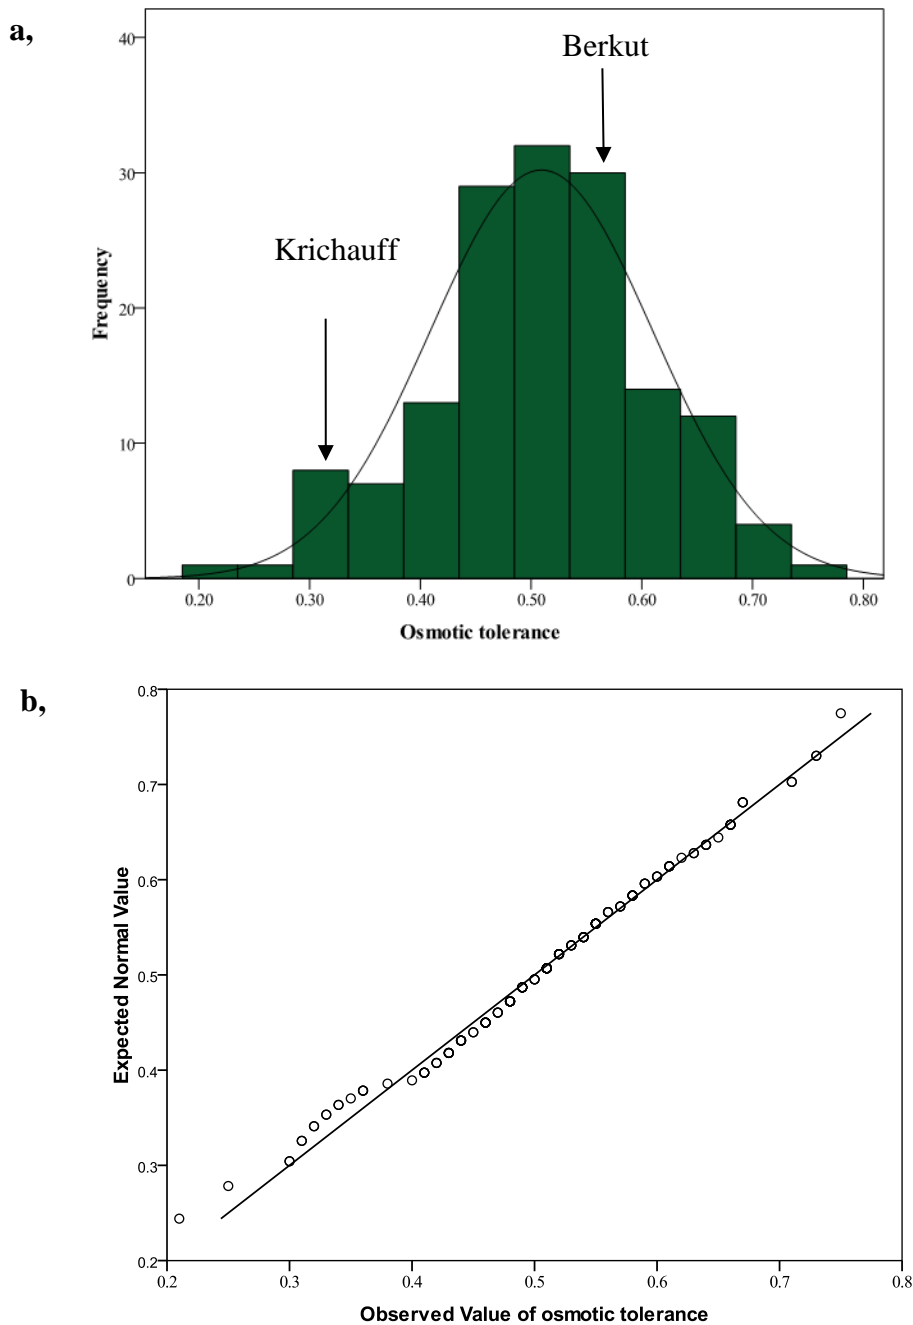 a,
Berkut
Krichauff
40
30
20
10
0
Frequency
0.20 0.30 0.40 0.50 0.60 0.70 0.80
Osmotic tolerance
b,
0.8
0.7
0.6
0.5
0.4
0.3
0.2
Expected Normal Value
0.2 0.3 0.4 0.5 0.6 0.7 0.8
Observed Value of osmotic tolerance